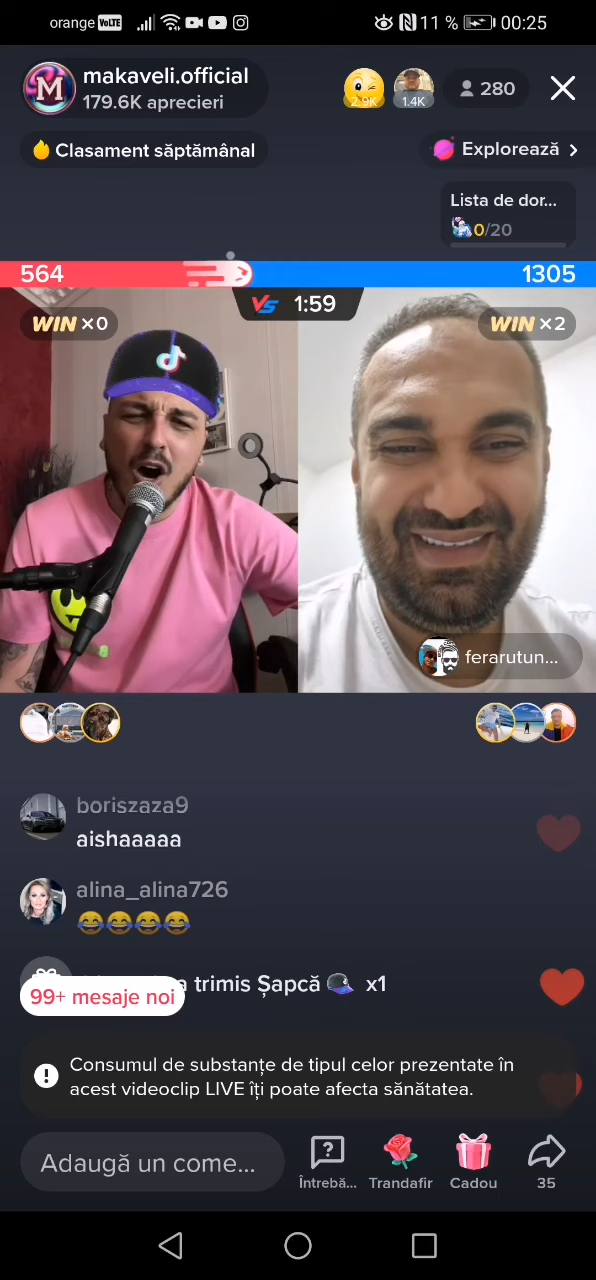 orange VoLTE 11 % 00:25
M makaveli.official
179.6K aprecieri
2.9K 1.4K 280
Clasament săptămânal
Explorează
Lista de dor...
0/20
564 1305
VS 1:59
WIN ×0 WIN ×2
ferarutun...
boriszaza9
aishaaaaa
alina_alina726
a trimis Șapcă x1
99+ mesaje noi
Consumul de substanțe de tipul celor prezentate în
acest videoclip LIVE îți poate afecta sănătatea.
Adaugă un come...
Întrebă... Trandafir Cadou 35